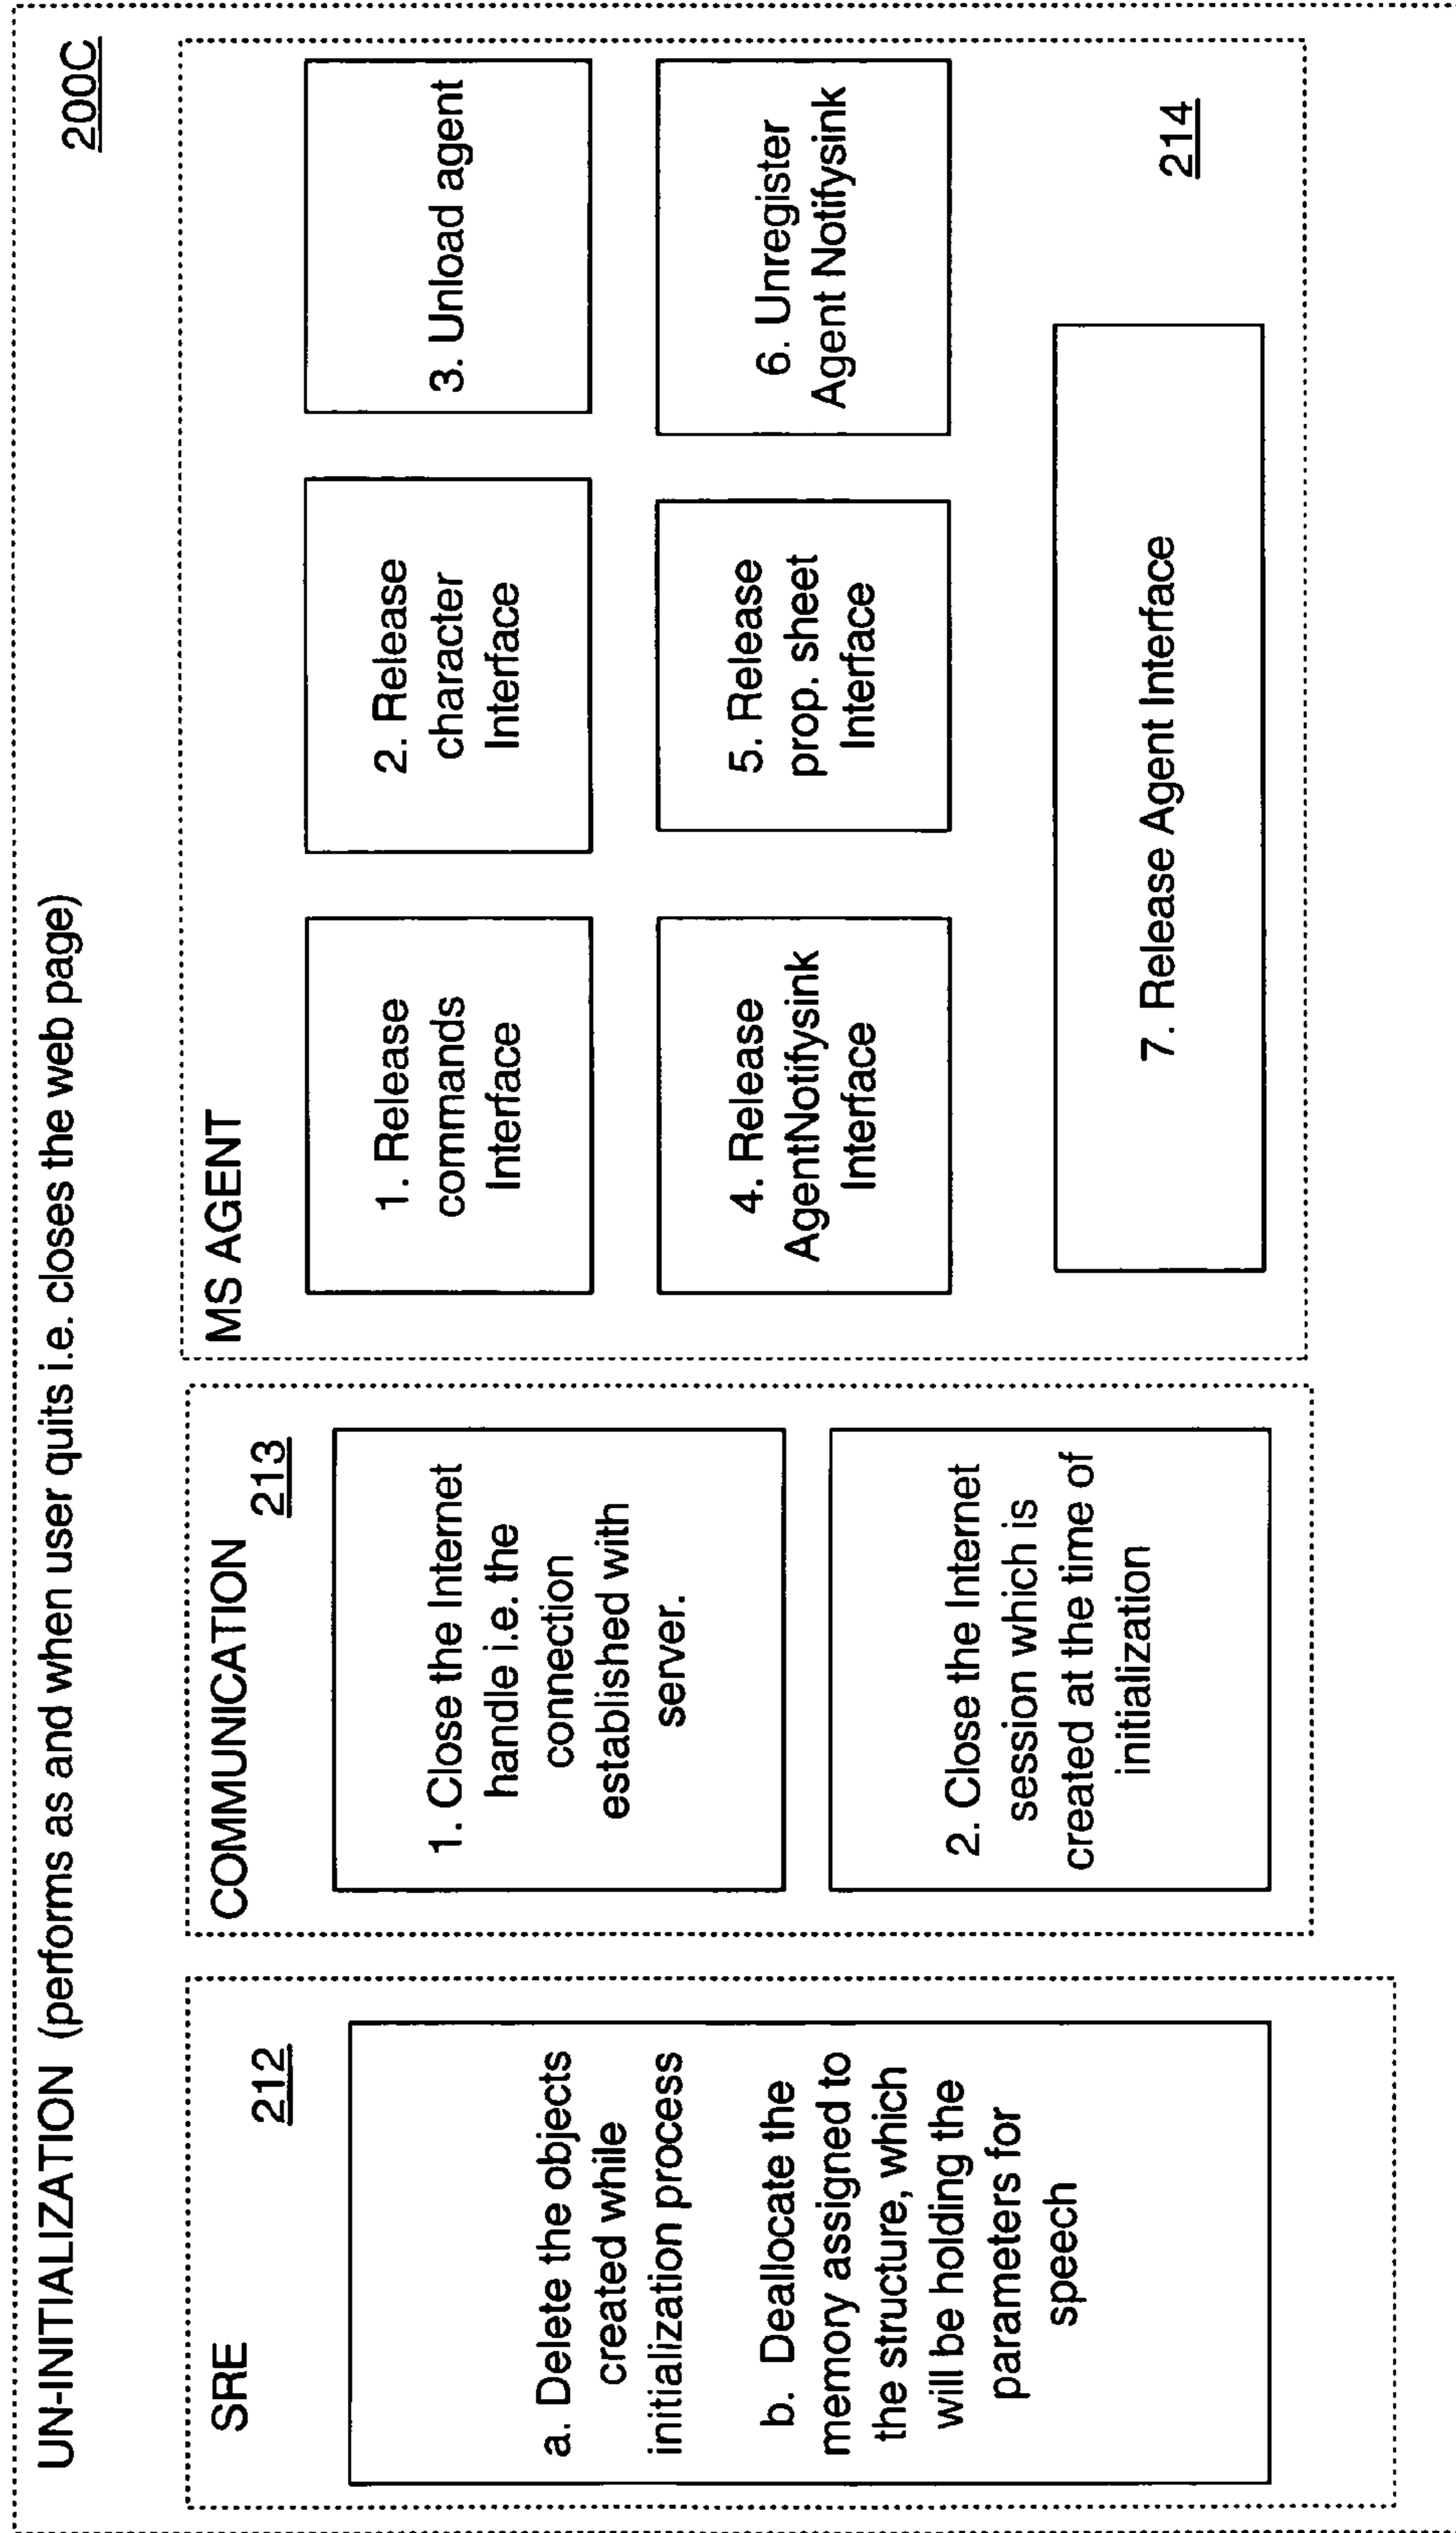 UN-INITIALIZATION (performs as and when user quits i.e. closes the web page)
200C
SRE
212
a. Delete the objects
created while
initialization process
b. Deallocate the
memory assigned to
the structure, which
will be holding the
parameters for
speech
COMMUNICATION
213
1. Close the Internet
handle i.e. the
connection
established with
server.
2. Close the Internet
session which is
created at the time of
initialization
MS AGENT
1. Release
commands
Interface
2. Release
character
Interface
3. Unload agent
4. Release
AgentNotifysink
Interface
5. Release
prop. sheet
Interface
6. Unregister
Agent Notifysink
7. Release Agent Interface
214